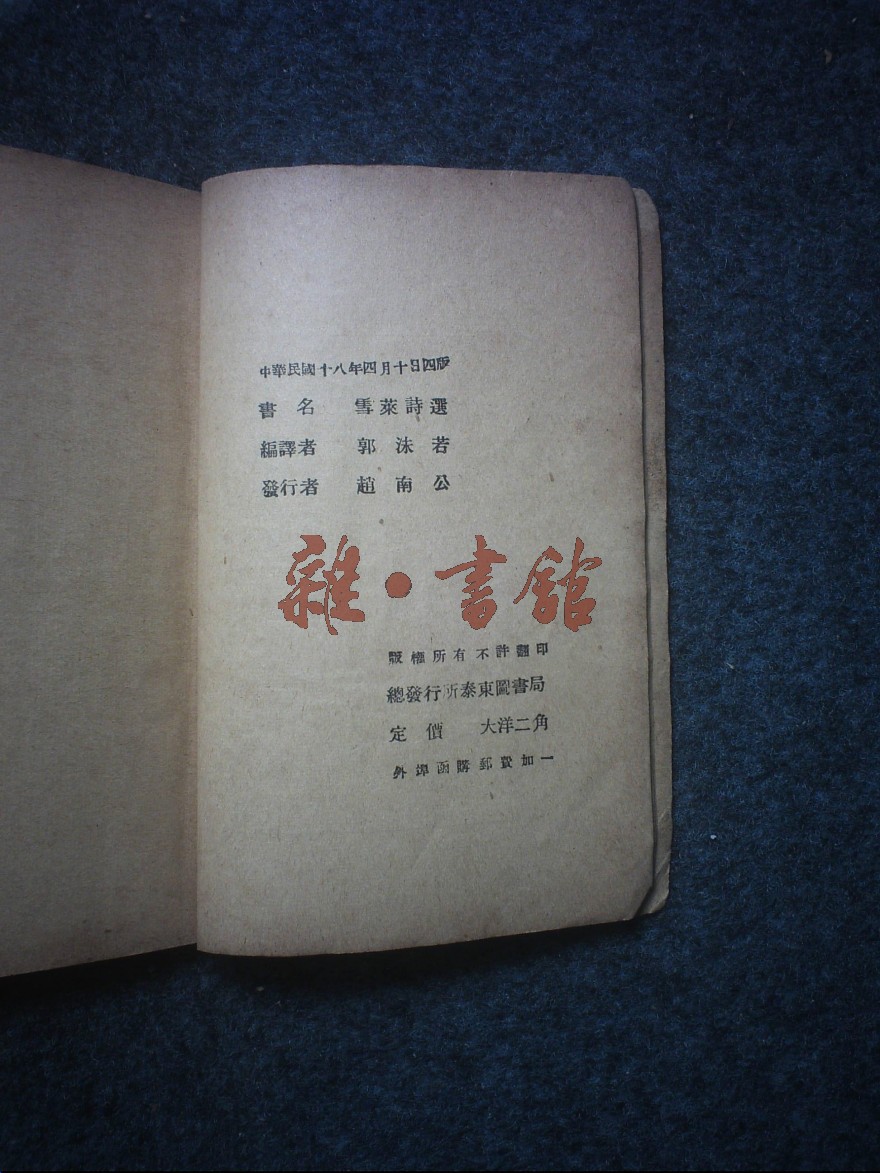 中華民國十八年四月十日四版
書名 雪萊詩選
編譯者 郭沫若
發行者 趙南公
雜·書館
版權所有不許翻印
總發行所泰東圖書局
定價 大洋二角
外埠函購郵費加一